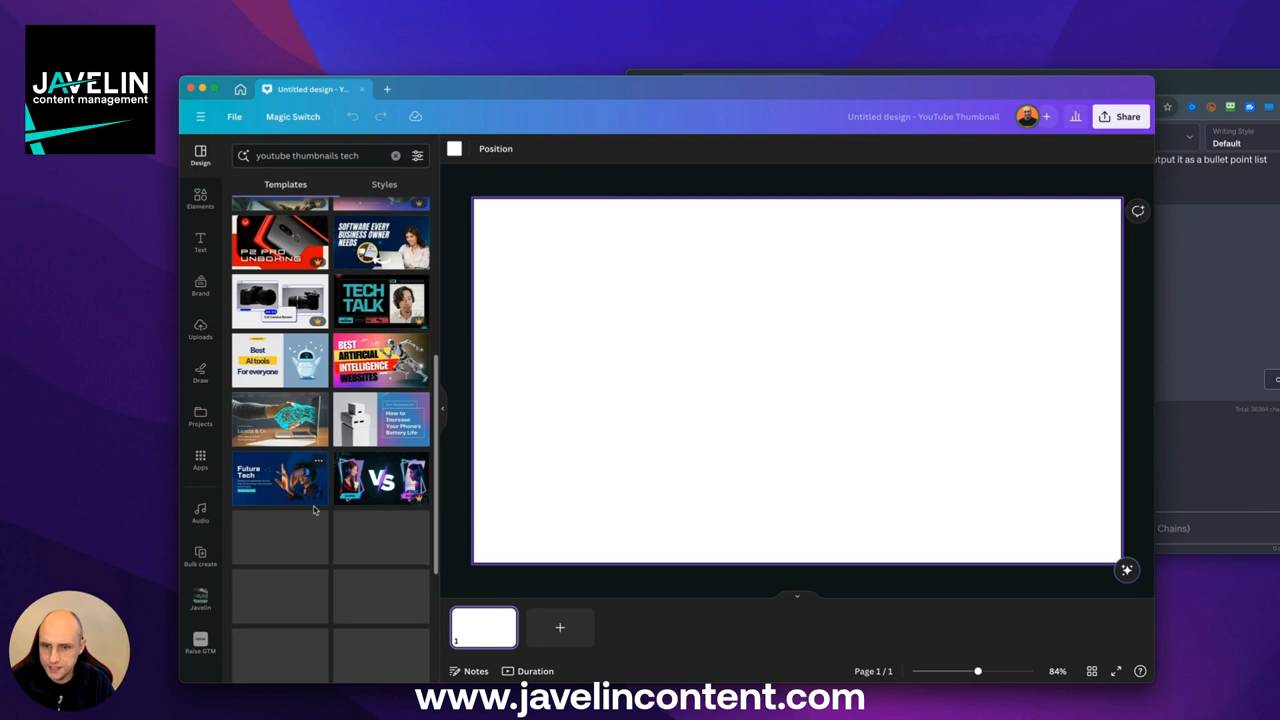 JAVELIN
content management
Untitled design - Y...
File
Magic Switch
Untitled design - YouTube Thumbnail
Share
Writing Style
Default
Design
youtube thumbnails tech
Position
utput it as a bullet point list
Templates
Styles
Elements
Text
Brand
Uploads
Draw
Projects
Apps
Audio
Bulk create
Javelin
Raise GTM
P2 PRO
UNBOXING
SOFTWARE EVERY
BUSINESS OWNER
NEEDS
TECH
TALK
Best
AI tools
For everyone
BEST
ARTIFICIAL
INTELLIGENCE
WEBSITES
How to
Increase
Your Phone's
Battery Life
Future
Tech
VS
Chains)
1
Notes
Duration
Page 1 / 1
84%
www.javelincontent.com